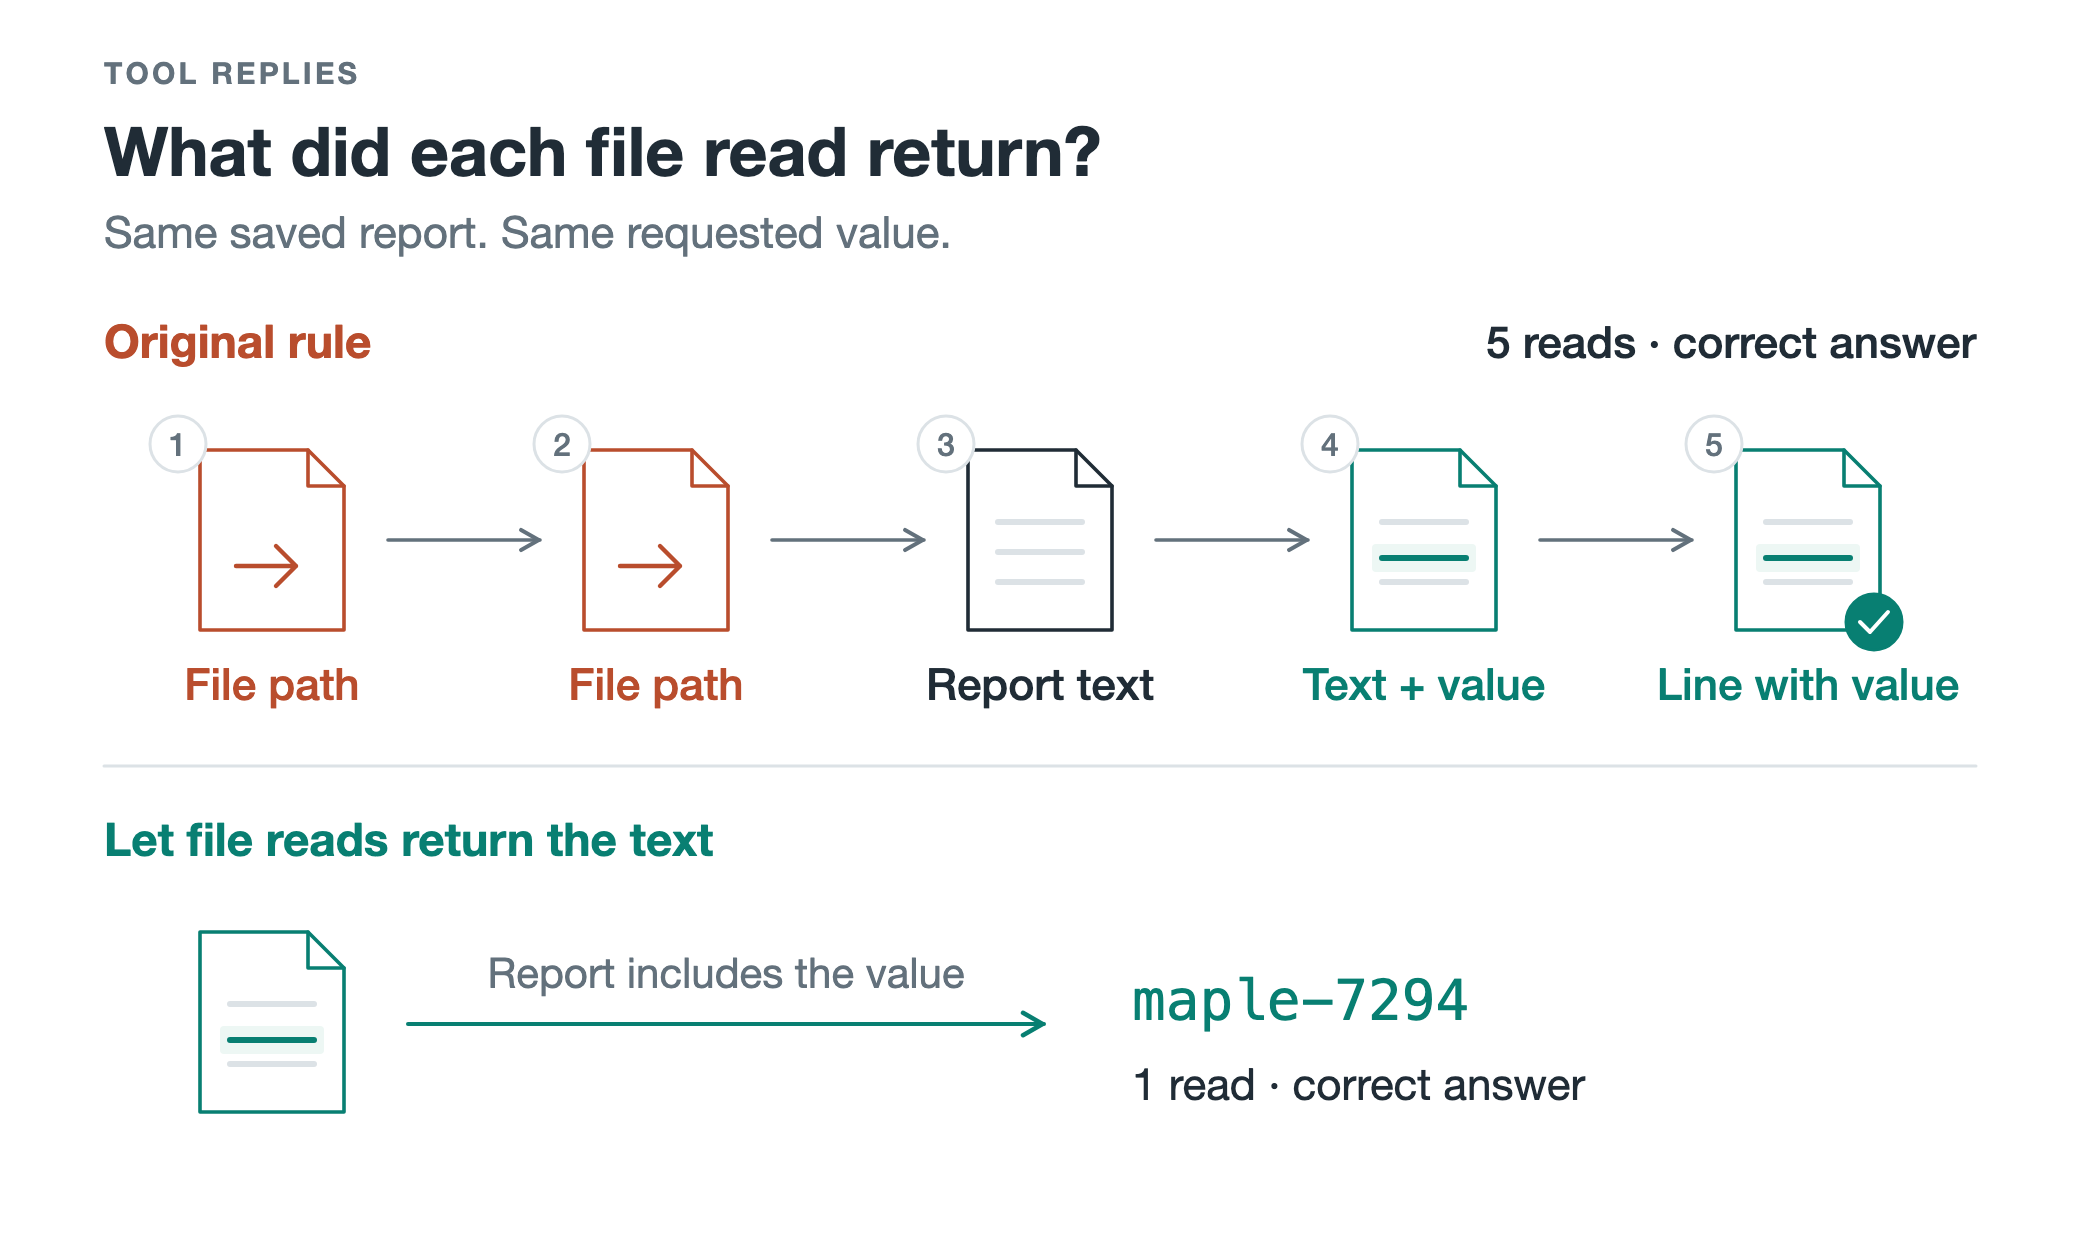 TOOL REPLIES
What did each file read return?
Same saved report. Same requested value.
Original rule
5 reads · correct answer
1
2
3
4
5
File path
File path
Report text
Text + value
Line with value
Let file reads return the text
Report includes the value
maple-7294
1 read · correct answer